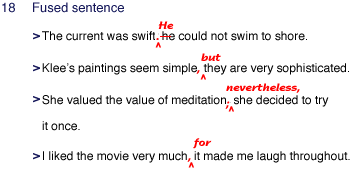 18 Fused sentence
He
>The current was swift. he could not swim to shore.
but
>Klee's paintings seem simple, they are very sophisticated.
nevertheless,
>She valued the value of meditation; she decided to try
it once.
for
>I liked the movie very much, it made me laugh throughout.